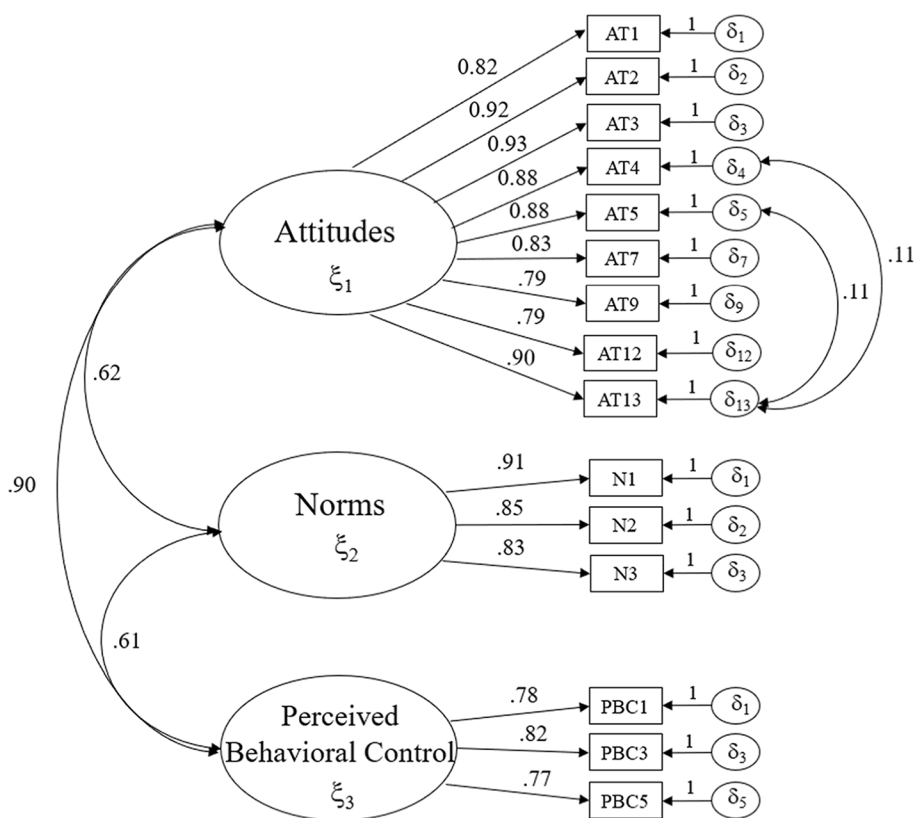 AT1
1
δ1
0.82
AT2
1
δ2
0.92
AT3
1
δ3
0.93
AT4
1
δ4
0.88
AT5
1
δ5
0.88
Attitudes
ξ1
AT7
1
δ7
0.83
AT9
1
δ9
.79
AT12
1
δ12
.79
AT13
1
δ13
.90
.11
.11
.62
.90
.61
Norms
ξ2
.91
N1
1
δ1
.85
N2
1
δ2
.83
N3
1
δ3
Perceived
Behavioral Control
ξ3
.78
PBC1
1
δ1
.82
PBC3
1
δ3
.77
PBC5
1
δ5